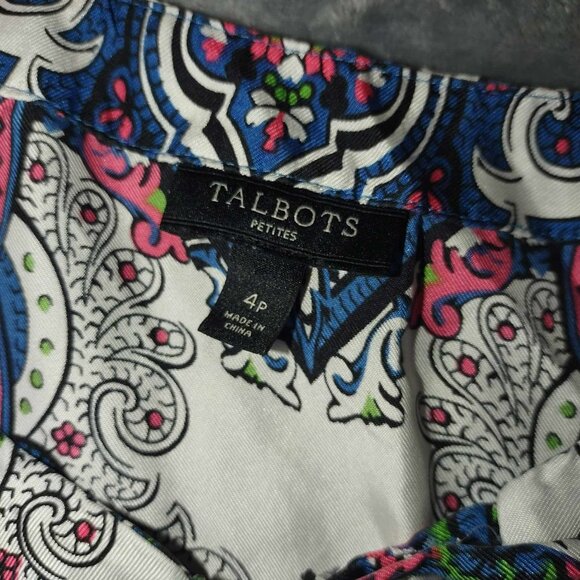 TALBOTS
PETITES
4P
MADE IN
CHINA